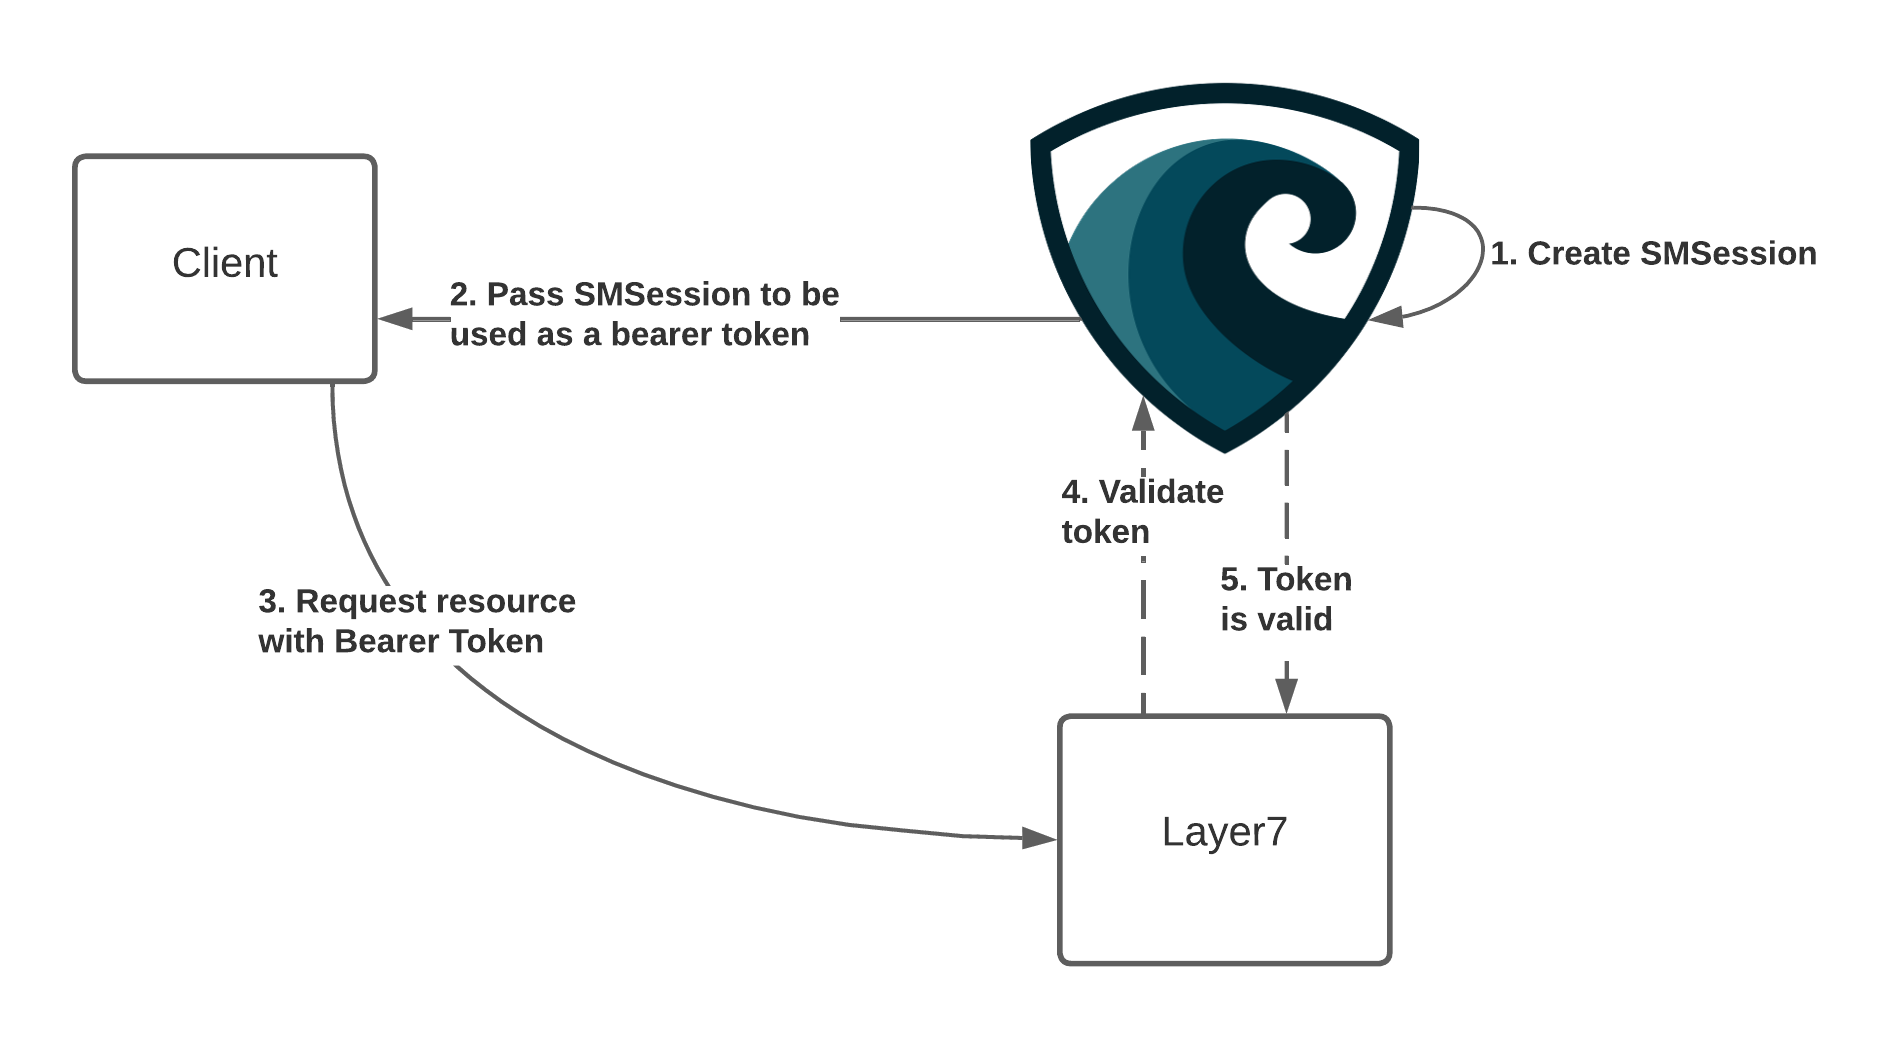 Client
1. Create SMSession
2. Pass SMSession to be
used as a bearer token
4. Validate
token
5. Token
is valid
3. Request resource
with Bearer Token
Layer7